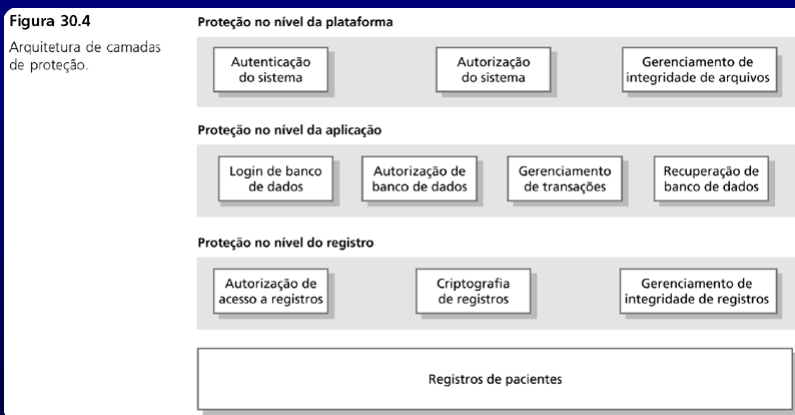 Figura 30.4
Arquitetura de camadas
de proteção.
Proteção no nível da plataforma
Autenticação
do sistema
Autorização
do sistema
Gerenciamento de
integridade de arquivos
Proteção no nível da aplicação
Login de banco
de dados
Autorização de
banco de dados
Gerenciamento
de transações
Recuperação de
banco de dados
Proteção no nível do registro
Autorização de
acesso a registros
Criptografia
de registros
Gerenciamento de
integridade de registros
Registros de pacientes